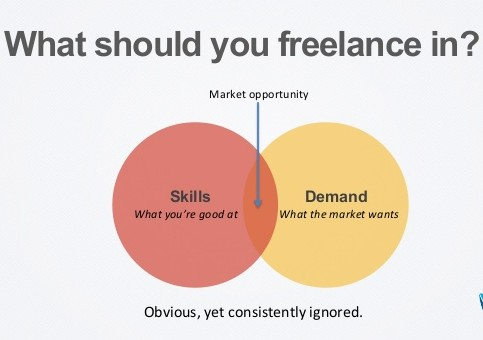 What should you freelance in?
Market opportunity
Skills
What you're good at
Demand
What the market wants
Obvious, yet consistently ignored.